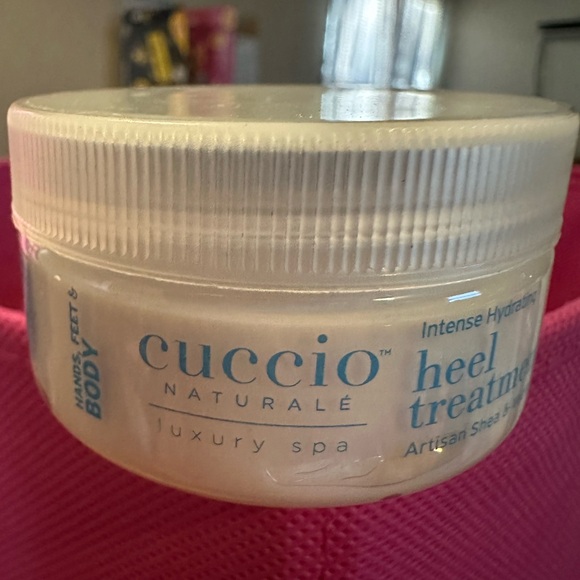 HANDS, FEET &
BODY
cuccio™
NATURALÉ
luxury spa
Intense Hydrating
heel
treatme
Artisan Shea &